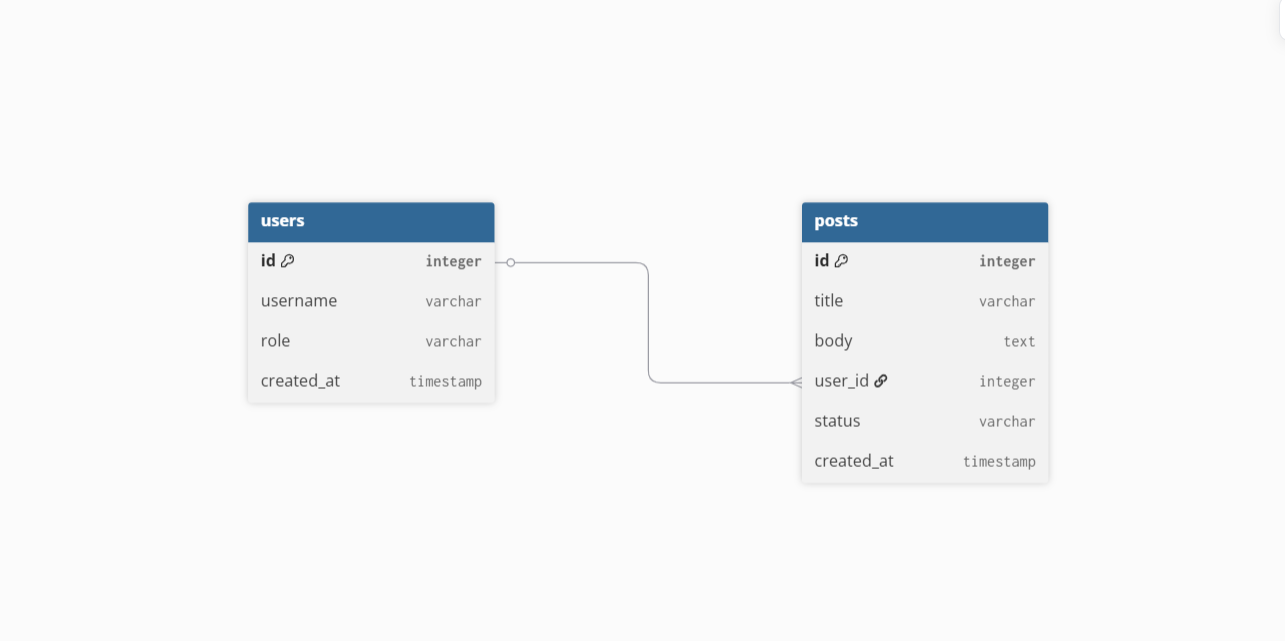 users
id integer
username varchar
role varchar
created_at timestamp
posts
id integer
title varchar
body text
user_id integer
status varchar
created_at timestamp